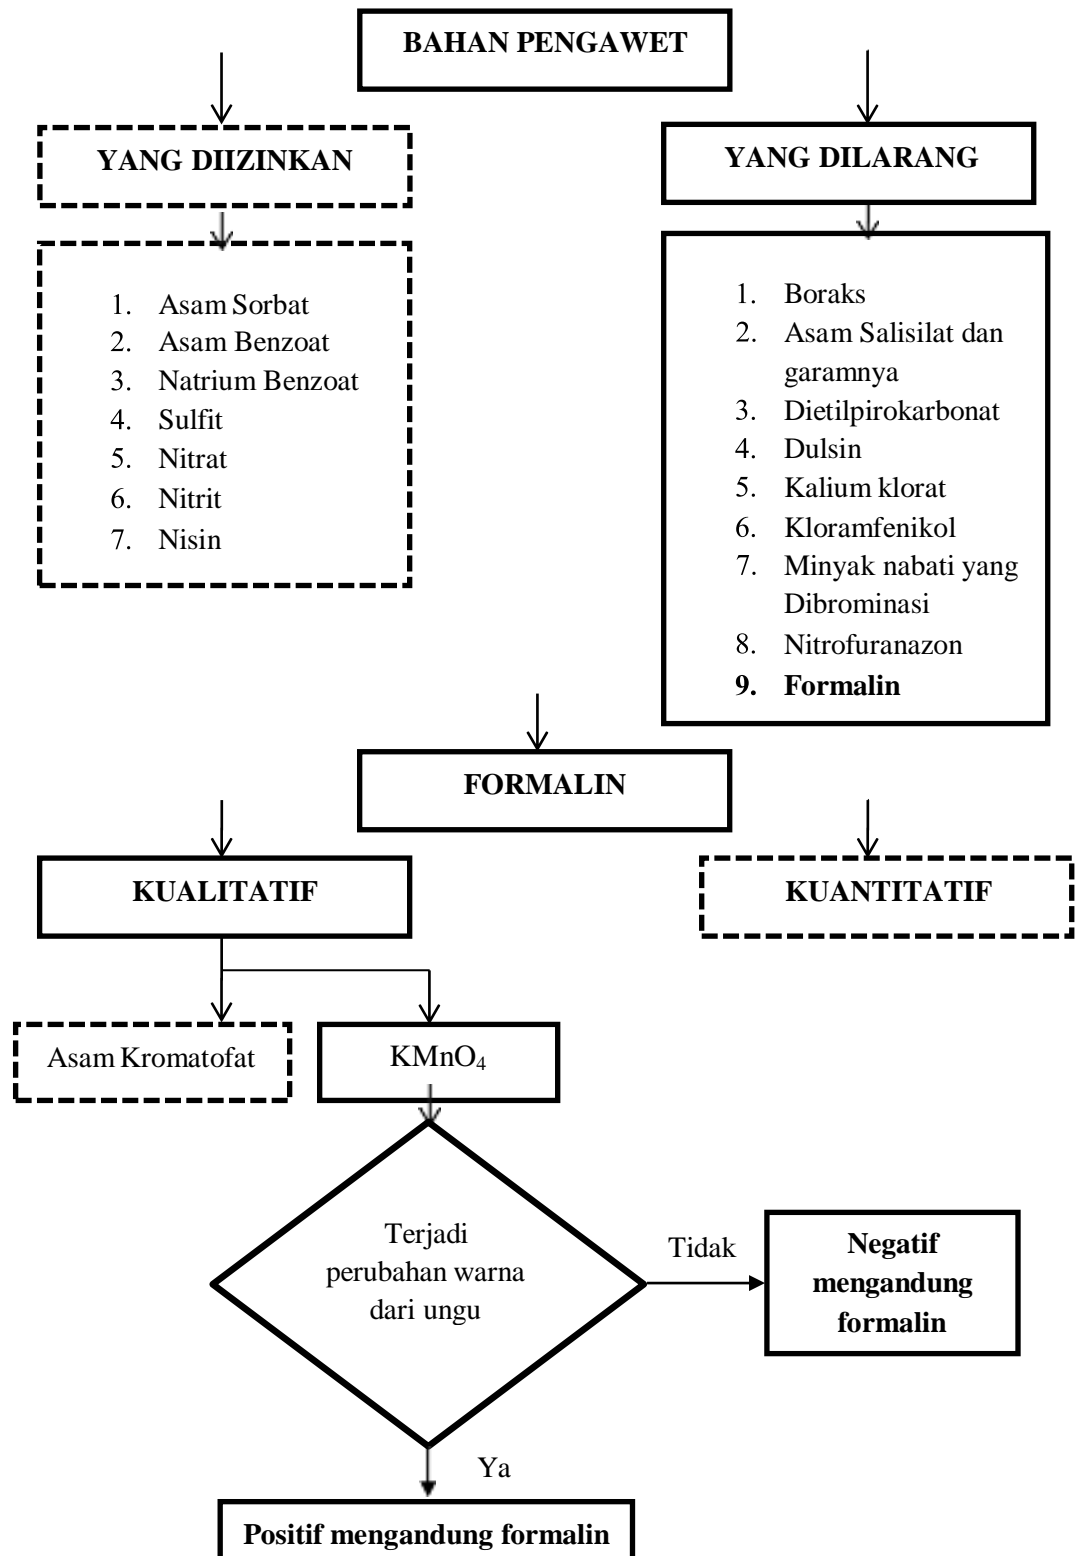 BAHAN PENGAWET
YANG DIIZINKAN
YANG DILARANG
1. Asam Sorbat
2. Asam Benzoat
3. Natrium Benzoat
4. Sulfit
5. Nitrat
6. Nitrit
7. Nisin
1. Boraks
2. Asam Salisilat dan
garamnya
3. Dietilpirokarbonat
4. Dulsin
5. Kalium klorat
6. Kloramfenikol
7. Minyak nabati yang
Dibrominasi
8. Nitrofuranazon
9. Formalin
FORMALIN
KUALITATIF
KUANTITATIF
Asam Kromatofat
KMnO₄
Terjadi
perubahan warna
dari ungu
Tidak
Negatif
mengandung
formalin
Ya
Positif mengandung formalin